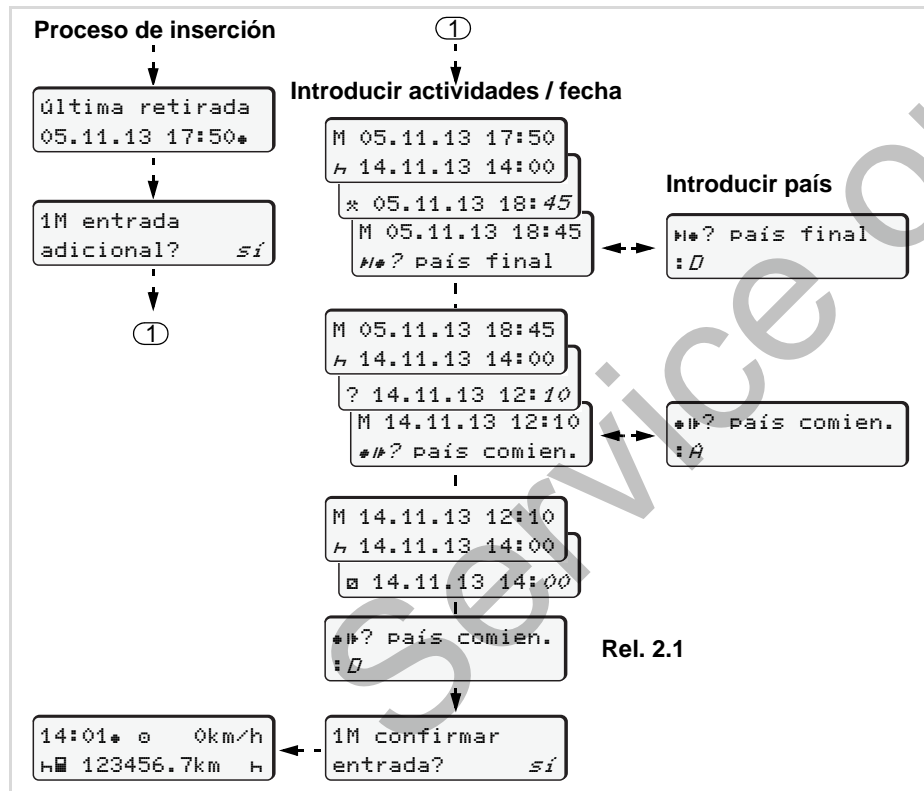 Proceso de inserción
última retirada
05.11.13 17:50
1M entrada
adicional? sí
1
1
Introducir actividades / fecha
M 05.11.13 17:50
14.11.13 14:00
05.11.13 18:45
M 05.11.13 18:45
? país final
Introducir país
? país final
:D
M 05.11.13 18:45
14.11.13 14:00
? 14.11.13 12:10
M 14.11.13 12:10
? país comien.
? país comien.
:A
M 14.11.13 12:10
14.11.13 14:00
14.11.13 14:00
? país comien.
:D
Rel. 2.1
1M confirmar
entrada? sí
14:01 0km/h
123456.7km
Service o